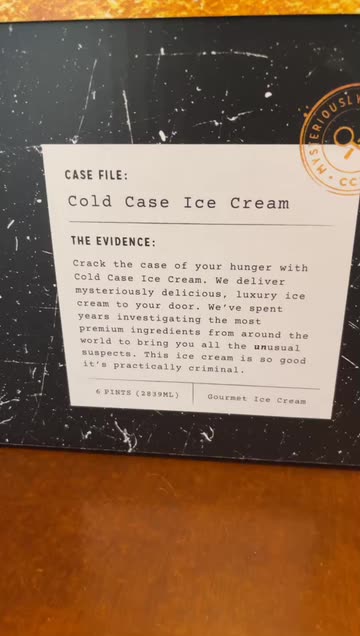 CASE FILE:
Cold Case Ice Cream
THE EVIDENCE:
Crack the case of your hunger with
Cold Case Ice Cream. We deliver
mysteriously delicious, luxury ice
cream to your door. We've spent
years investigating the most
premium ingredients from around the
world to bring you all the unusual
suspects. This ice cream is so good
it's practically criminal.
6 PINTS (2839ML)
Gourmet Ice Cream
MYSTERIOUSLY
CC